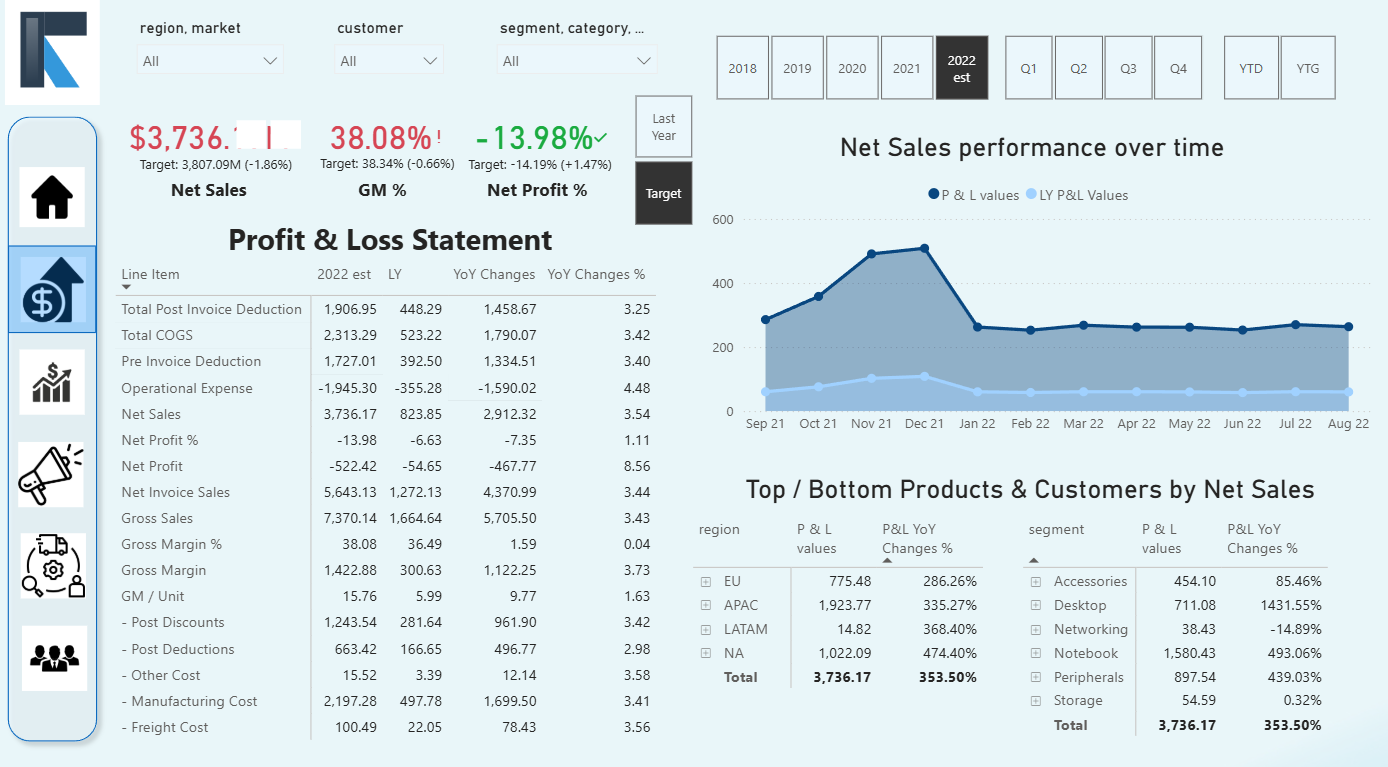 region, market
customer
segment, category, ...
All
All
All
2018
2019
2020
2021
2022
est
Q1
Q2
Q3
Q4
YTD
YTG
$3,736.
38.08%!
-13.98%✓
Target: 3,807.09M (-1.86%)
Target: 38.34% (-0.66%)
Target: -14.19% (+1.47%)
Net Sales
GM %
Net Profit %
Last
Year
Target
Net Sales performance over time
P & L values
LY P&L Values
600
400
200
0
Sep 21 Oct 21 Nov 21 Dec 21 Jan 22 Feb 22 Mar 22 Apr 22 May 22 Jun 22 Jul 22 Aug 22
Profit & Loss Statement
Line Item 2022 est LY YoY Changes YoY Changes %
Total Post Invoice Deduction 1,906.95 448.29 1,458.67 3.25
Total COGS 2,313.29 523.22 1,790.07 3.42
Pre Invoice Deduction 1,727.01 392.50 1,334.51 3.40
Operational Expense -1,945.30 -355.28 -1,590.02 4.48
Net Sales 3,736.17 823.85 2,912.32 3.54
Net Profit % -13.98 -6.63 -7.35 1.11
Net Profit -522.42 -54.65 -467.77 8.56
Net Invoice Sales 5,643.13 1,272.13 4,370.99 3.44
Gross Sales 7,370.14 1,664.64 5,705.50 3.43
Gross Margin % 38.08 36.49 1.59 0.04
Gross Margin 1,422.88 300.63 1,122.25 3.73
GM / Unit 15.76 5.99 9.77 1.63
- Post Discounts 1,243.54 281.64 961.90 3.42
- Post Deductions 663.42 166.65 496.77 2.98
- Other Cost 15.52 3.39 12.14 3.58
- Manufacturing Cost 2,197.28 497.78 1,699.50 3.41
- Freight Cost 100.49 22.05 78.43 3.56
Top / Bottom Products & Customers by Net Sales
region P & L values P&L YoY Changes %
EU 775.48 286.26%
APAC 1,923.77 335.27%
LATAM 14.82 368.40%
NA 1,022.09 474.40%
Total 3,736.17 353.50%
segment P & L values P&L YoY Changes %
Accessories 454.10 85.46%
Desktop 711.08 1431.55%
Networking 38.43 -14.89%
Notebook 1,580.43 493.06%
Peripherals 897.54 439.03%
Storage 54.59 0.32%
Total 3,736.17 353.50%